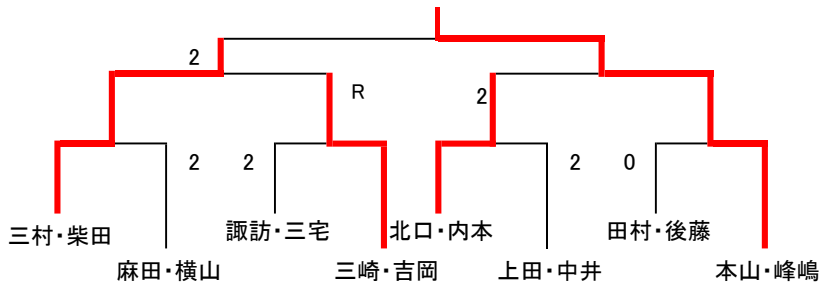 2
R
2
2
2
2
0
三村・柴田
諏訪・三宅
北口・内本
田村・後藤
麻田・横山
三崎・吉岡
上田・中井
本山・峰嶋